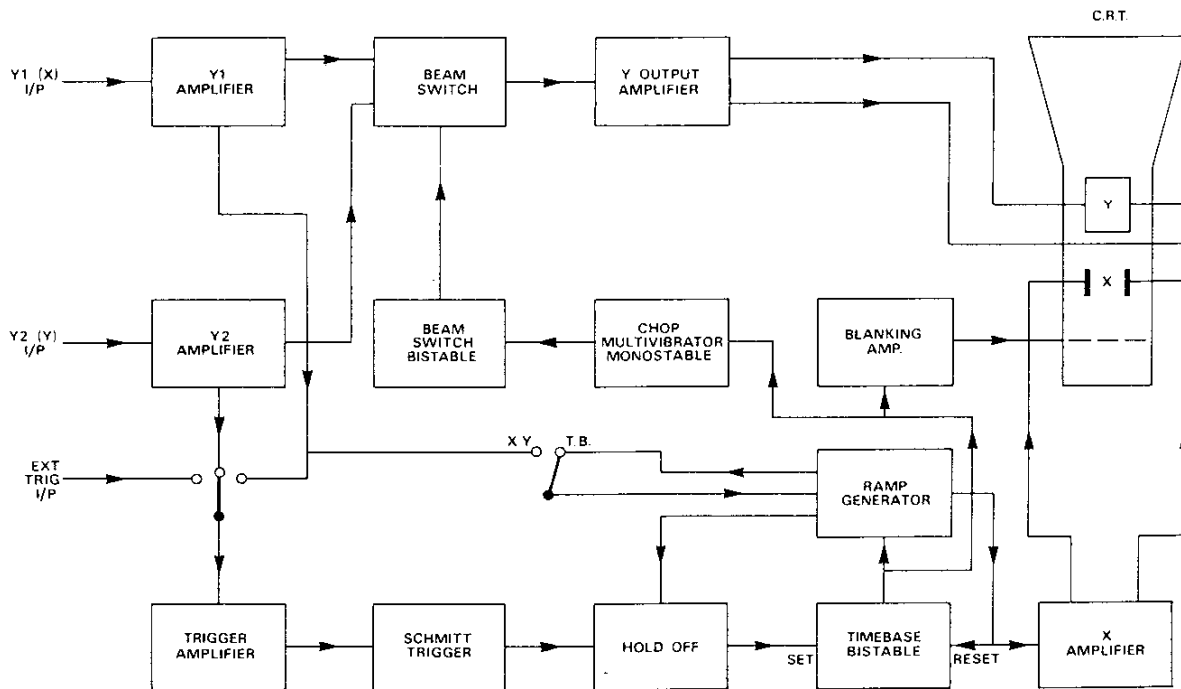 C.R.T.
Y1 (X)
I/P
Y1
AMPLIFIER
BEAM
SWITCH
Y OUTPUT
AMPLIFIER
Y
X
Y2 (Y)
I/P
Y2
AMPLIFIER
BEAM
SWITCH
BISTABLE
CHOP
MULTIVIBRATOR
MONOSTABLE
BLANKING
AMP.
EXT
TRIG
I/P
X Y
T.B.
RAMP
GENERATOR
TRIGGER
AMPLIFIER
SCHMITT
TRIGGER
HOLD OFF
SET
TIMEBASE
BISTABLE
RESET
X
AMPLIFIER